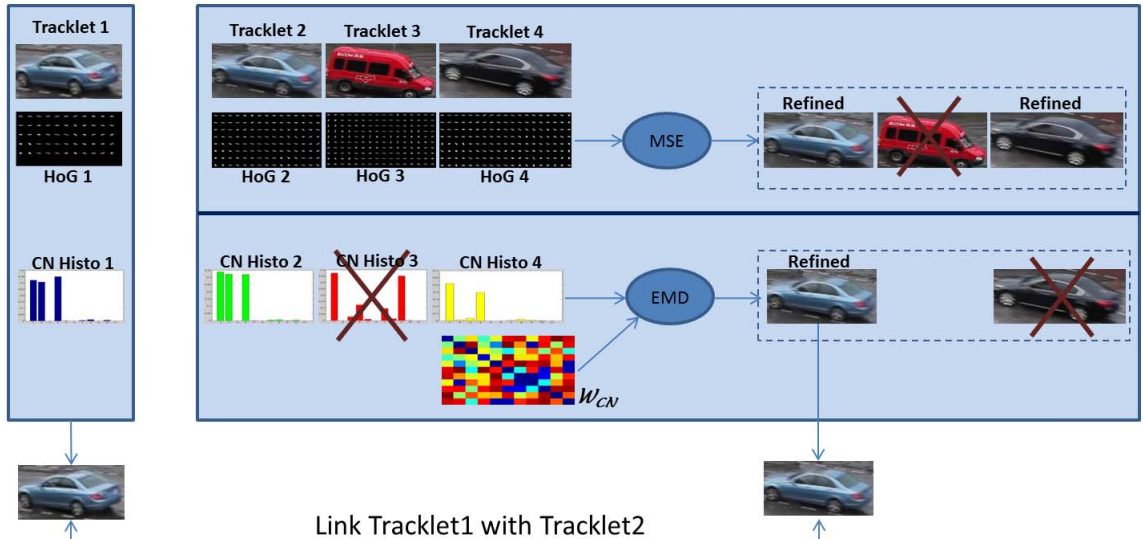 Tracklet 1
HoG 1
CN Histo 1
Tracklet 2 Tracklet 3 Tracklet 4
HoG 2 HoG 3 HoG 4
MSE
Refined Refined
CN Histo 2 CN Histo 3 CN Histo 4
EMD
Refined
w_CN
Link Tracklet1 with Tracklet2